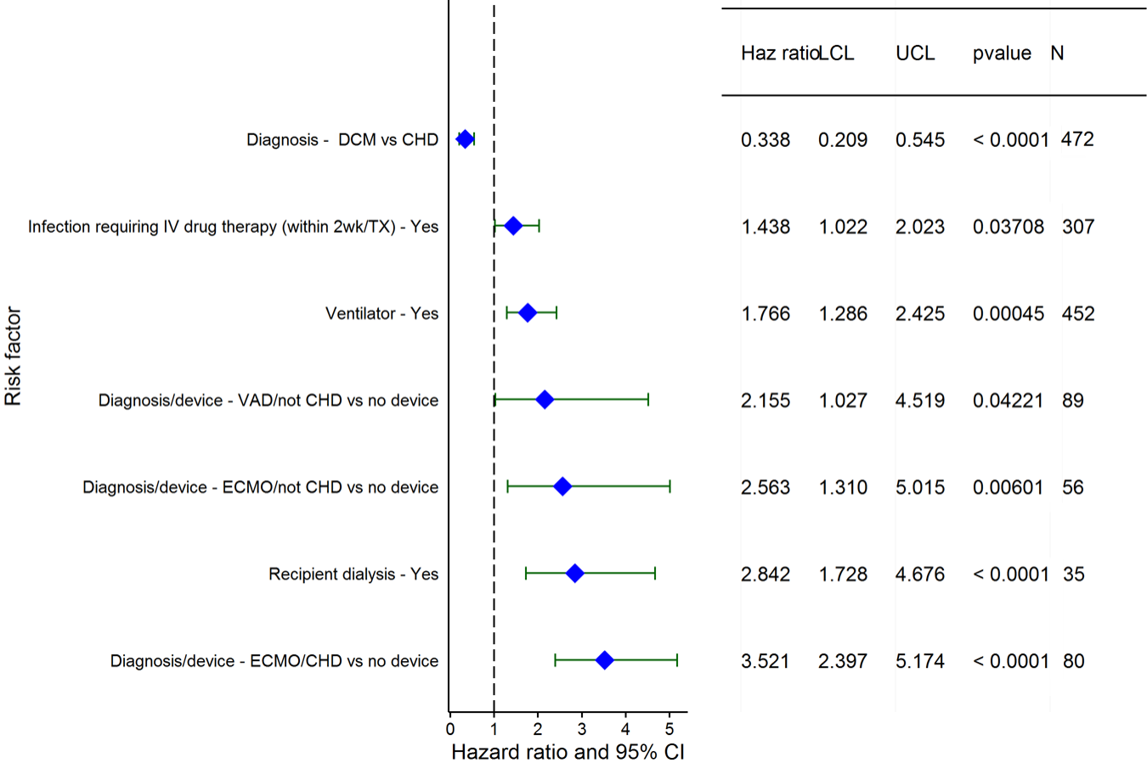 Haz ratioLCL UCL pvalue N
Diagnosis - DCM vs CHD 0.338 0.209 0.545 < 0.0001 472
Infection requiring IV drug therapy (within 2wk/TX) - Yes 1.438 1.022 2.023 0.03708 307
Ventilator - Yes 1.766 1.286 2.425 0.00045 452
Diagnosis/device - VAD/not CHD vs no device 2.155 1.027 4.519 0.04221 89
Diagnosis/device - ECMO/not CHD vs no device 2.563 1.310 5.015 0.00601 56
Recipient dialysis - Yes 2.842 1.728 4.676 < 0.0001 35
Diagnosis/device - ECMO/CHD vs no device 3.521 2.397 5.174 < 0.0001 80
Risk factor
0 1 2 3 4 5
Hazard ratio and 95% CI